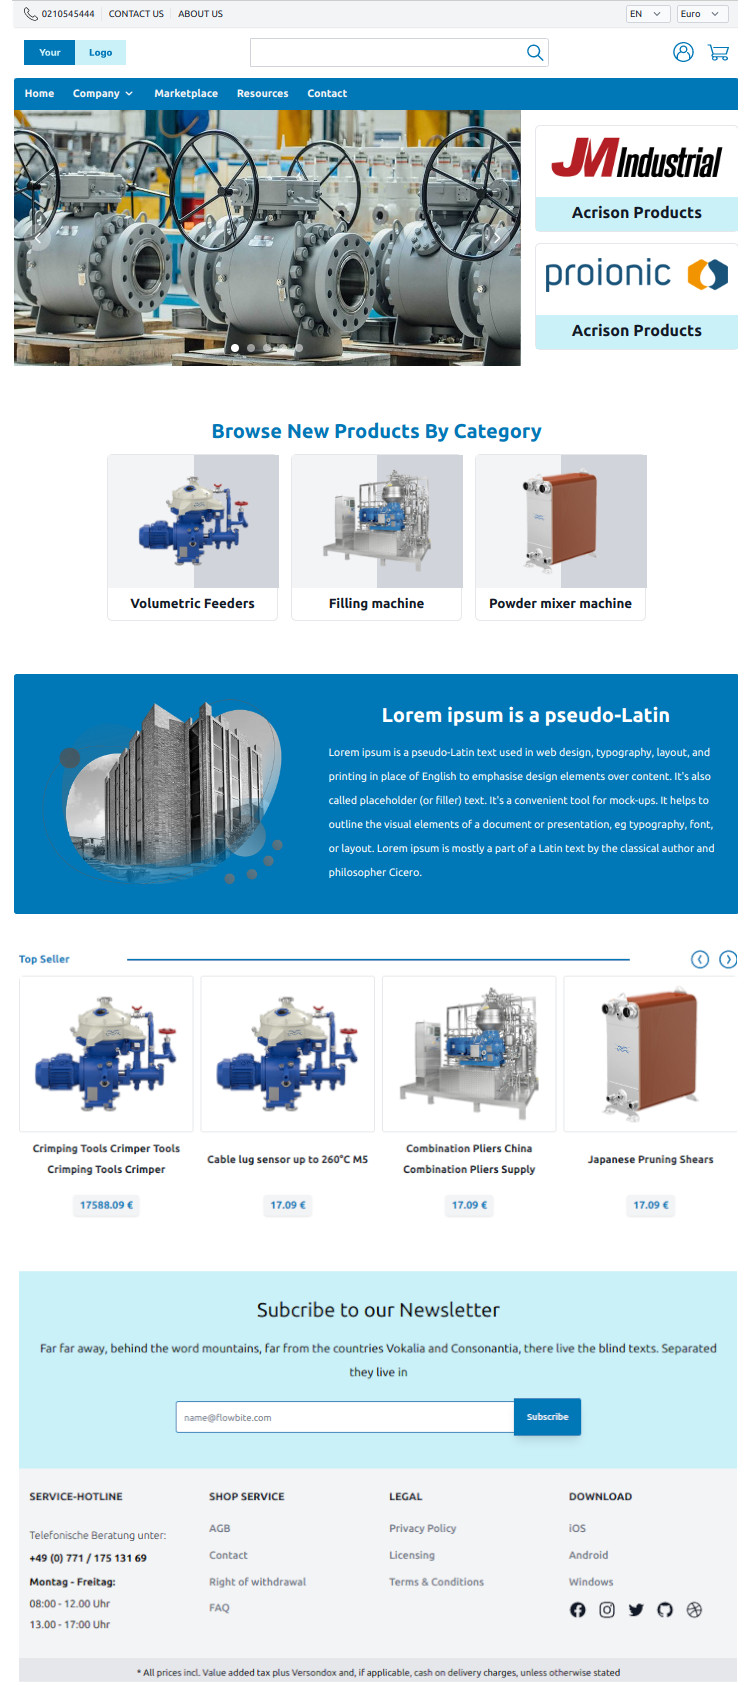 0210545444 CONTACT US ABOUT US EN Euro
Your Logo
Home Company Marketplace Resources Contact
JM Industrial
Acrison Products
proionic
Acrison Products
Browse New Products By Category
Volumetric Feeders Filling machine Powder mixer machine
Lorem ipsum is a pseudo-Latin
Lorem ipsum is a pseudo-Latin text used in web design, typography, layout, and
printing in place of English to emphasise design elements over content. It's also
called placeholder (or filler) text. It's a convenient tool for mock-ups. It helps to
outline the visual elements of a document or presentation, eg typography, font,
or layout. Lorem ipsum is mostly a part of a Latin text by the classical author and
philosopher Cicero.
Top Seller
Crimping Tools Crimper Tools
Crimping Tools Crimper
Cable lug sensor up to 260°C M5
Combination Pliers China
Combination Pliers Supply
Japanese Pruning Shears
17588.09 € 17.09 € 17.09 € 17.09 €
Subcribe to our Newsletter
Far far away, behind the word mountains, far from the countries Vokalia and Consonantia, there live the blind texts. Separated
they live in
name@flowbite.com Subscribe
SERVICE-HOTLINE
Telefonische Beratung unter:
+49 (0) 771 / 175 131 69
Montag - Freitag:
08:00 - 12.00 Uhr
13.00 - 17:00 Uhr
SHOP SERVICE
AGB
Contact
Right of withdrawal
FAQ
LEGAL
Privacy Policy
Licensing
Terms & Conditions
DOWNLOAD
iOS
Android
Windows
* All prices incl. Value added tax plus Versondox and, if applicable, cash on delivery charges, unless otherwise stated